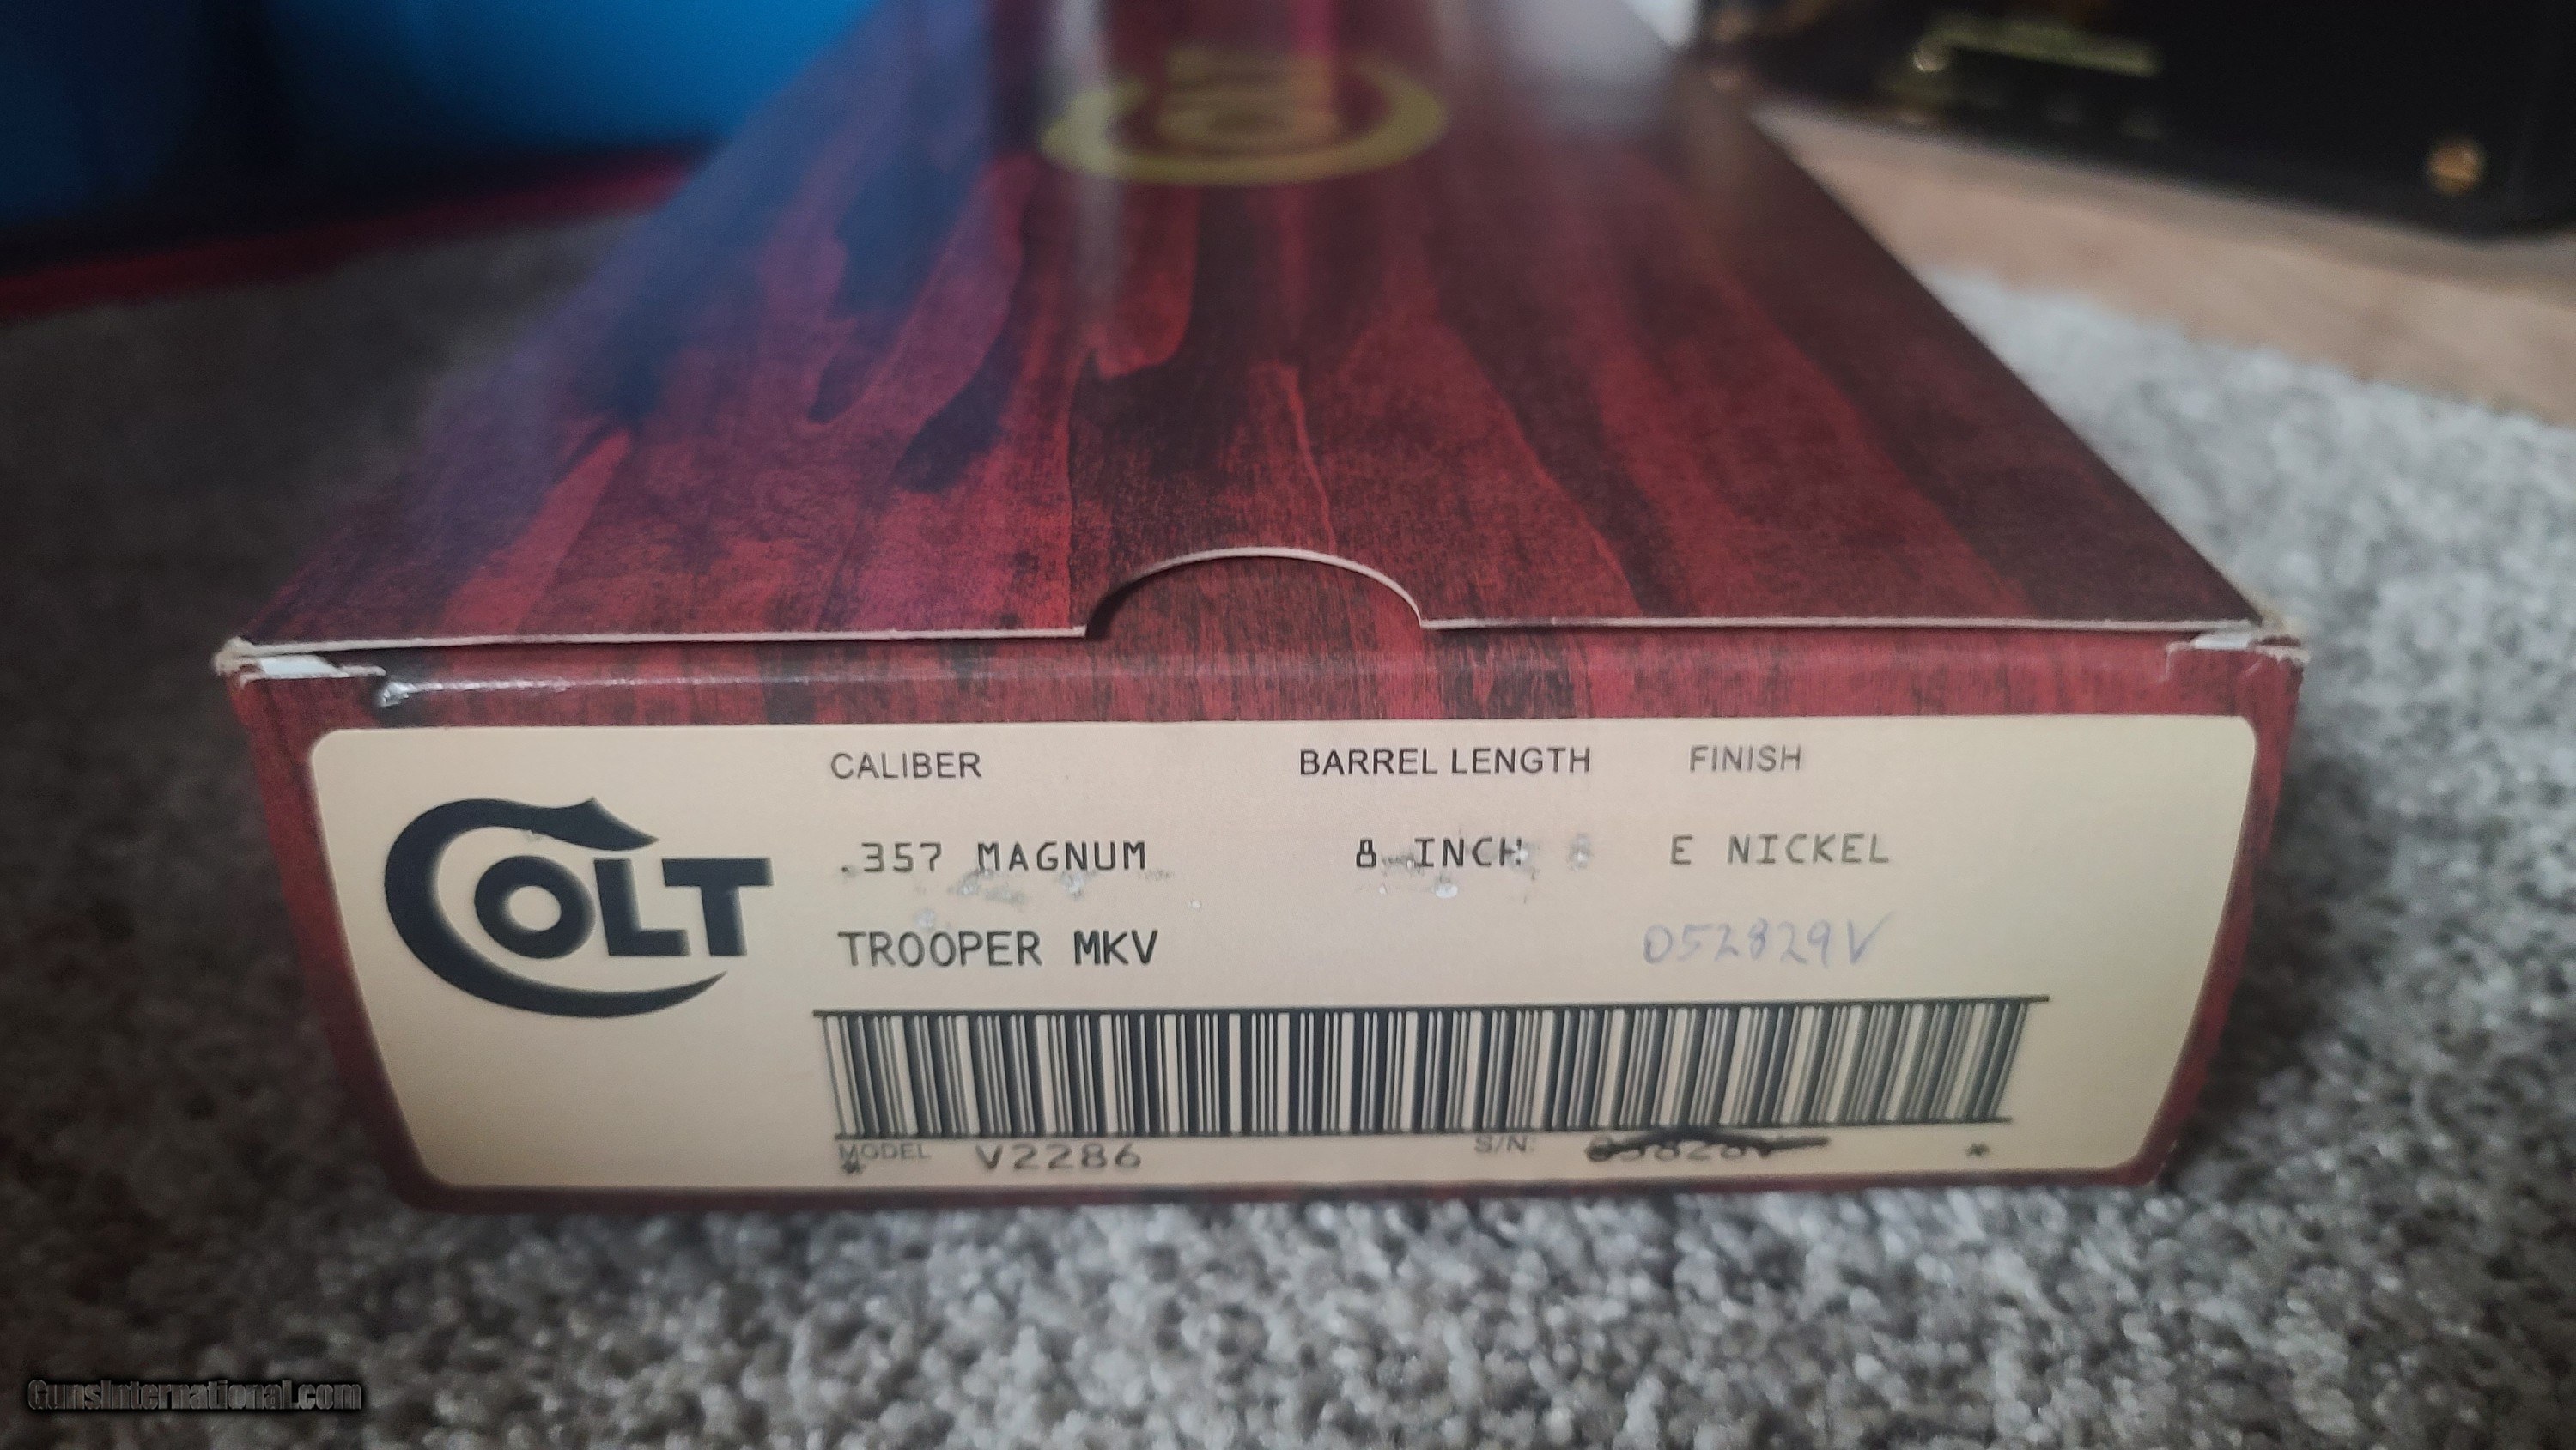 CALIBER BARREL LENGTH FINISH
COLT
.357 MAGNUM 8 INCH E NICKEL
TROOPER MKV 052829V
MODEL V2286 S/N: *
*
GunsInternational.com